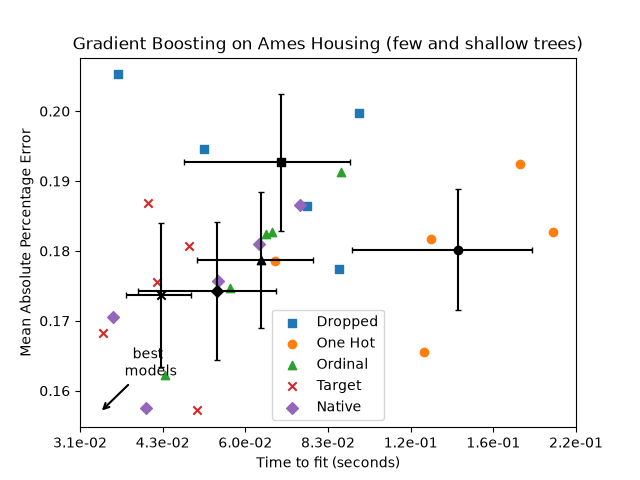 Gradient Boosting on Ames Housing (few and shallow trees)
Mean Absolute Percentage Error
0.20
0.19
0.18
0.17
0.16
best
models
Dropped
One Hot
Ordinal
Target
Native
3.1e-02 4.3e-02 6.0e-02 8.3e-02 1.2e-01 1.6e-01 2.2e-01
Time to fit (seconds)